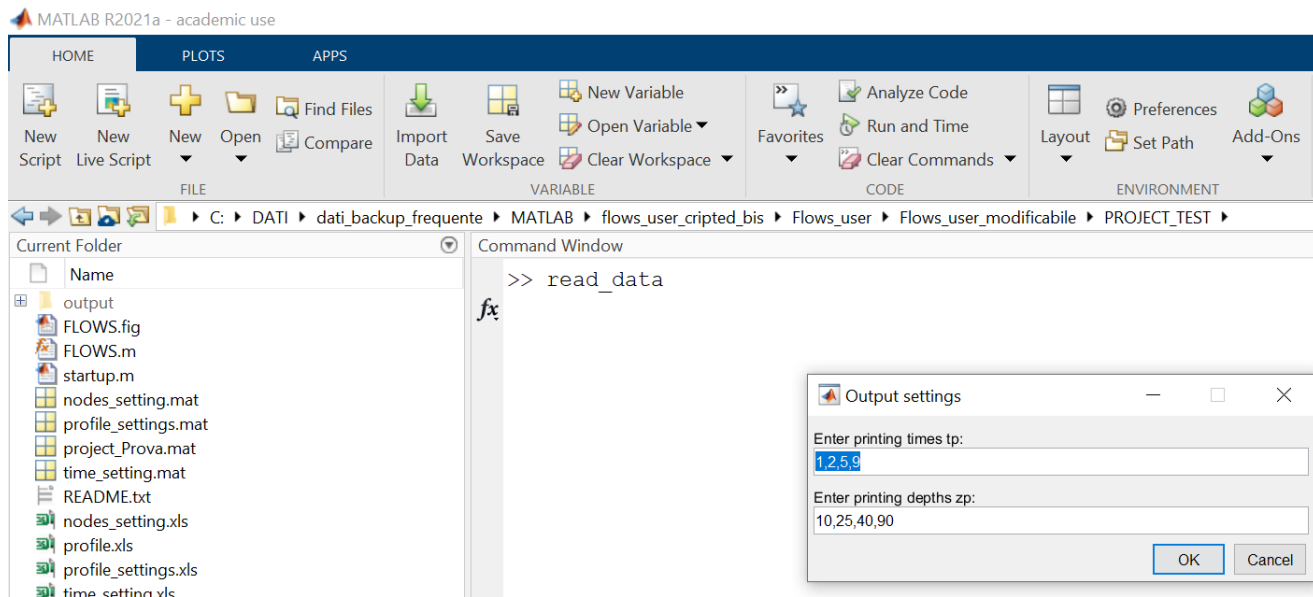 MATLAB R2021a - academic use
HOME PLOTS APPS
New Script
New Live Script
New
Open
Find Files
Compare
FILE
Import Data
Save Workspace
New Variable
Open Variable
Clear Workspace
VARIABLE
Favorites
Analyze Code
Run and Time
Clear Commands
CODE
Layout
Preferences
Set Path
Add-Ons
ENVIRONMENT
C: DATI dati_backup_frequente MATLAB flows_user_cripted_bis Flows_user Flows_user_modificabile PROJECT_TEST
Current Folder
Name
output
FLOWS.fig
FLOWS.m
startup.m
nodes_setting.mat
profile_settings.mat
project_Prova.mat
time_setting.mat
README.txt
nodes_setting.xls
profile.xls
profile_settings.xls
time_setting.xls
Command Window
>> read_data
fx
Output settings
Enter printing times tp:
1,2,5,9
Enter printing depths zp:
10,25,40,90
OK Cancel